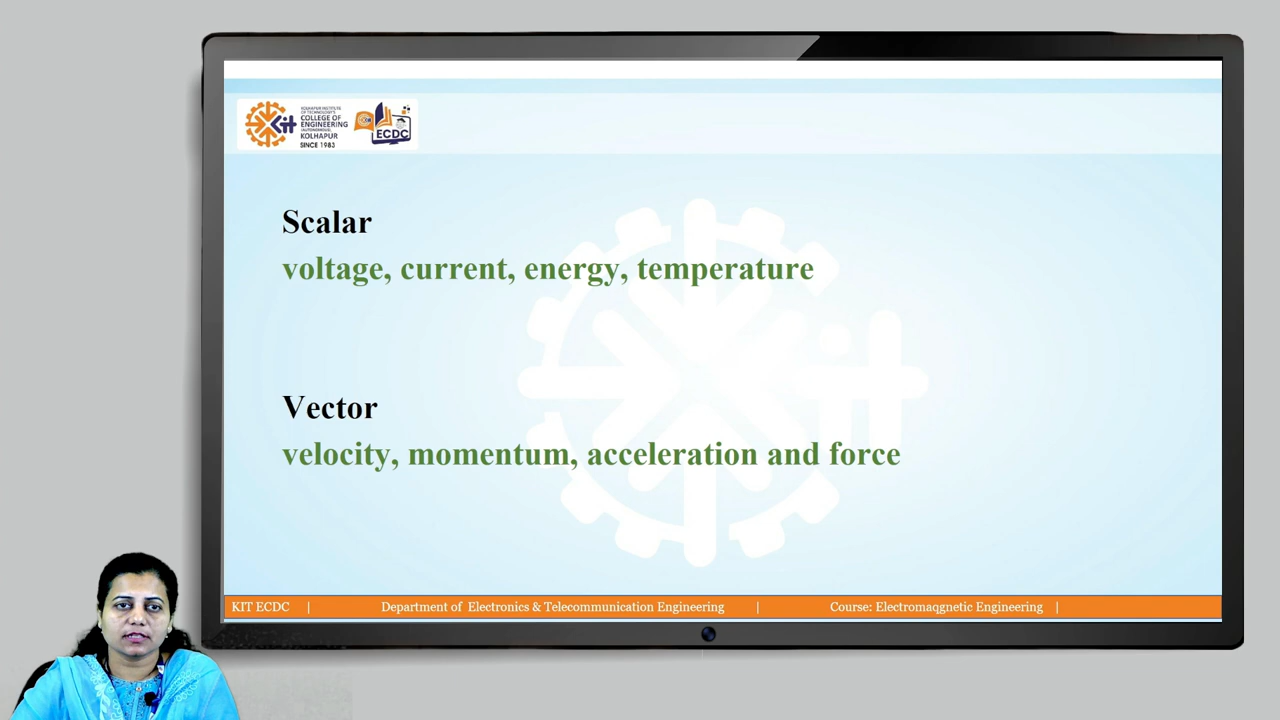 KOLHAPUR INSTITUTE
OF TECHNOLOGY'S
COLLEGE OF
ENGINEERING
(AUTONOMOUS),
KOLHAPUR
SINCE 1983
ECDC
Scalar
voltage, current, energy, temperature
Vector
velocity, momentum, acceleration and force
KIT ECDC | Department of Electronics & Telecommunication Engineering | Course: Electromaqgnetic Engineering |